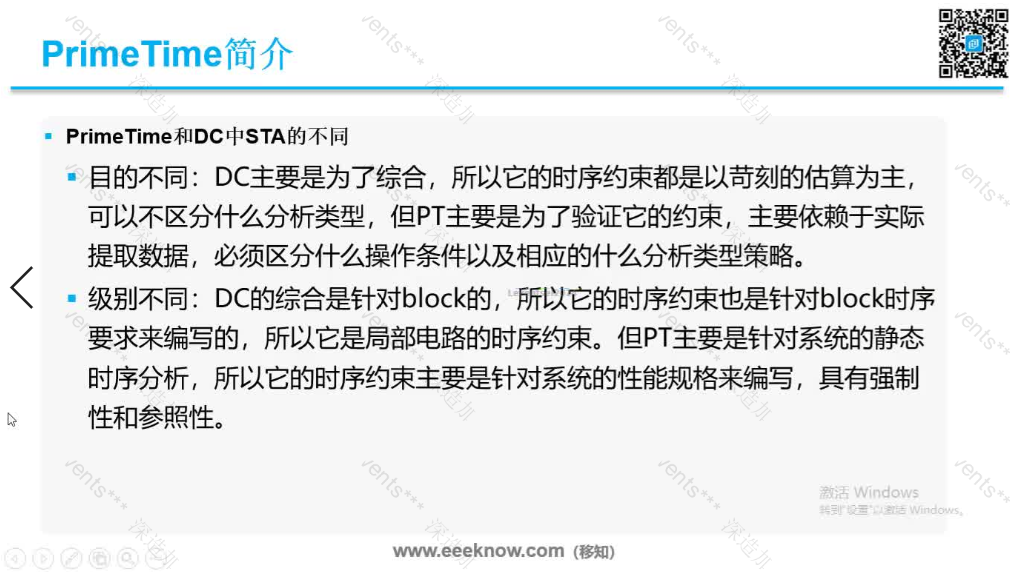 PrimeTime简介
PrimeTime和DC中STA的不同
目的不同：DC主要是为了综合，所以它的时序约束都是以苛刻的估算为主，
可以不区分什么分析类型，但PT主要是为了验证它的约束，主要依赖于实际
提取数据，必须区分什么操作条件以及相应的什么分析类型策略。
级别不同：DC的综合是针对block的，所以它的时序约束也是针对block时序
要求来编写的，所以它是局部电路的时序约束。但PT主要是针对系统的静态
时序分析，所以它的时序约束主要是针对系统的性能规格来编写，具有强制
性和参照性。
激活 Windows
转到"设置"以激活 Windows。
www.eeeknow.com（移知）